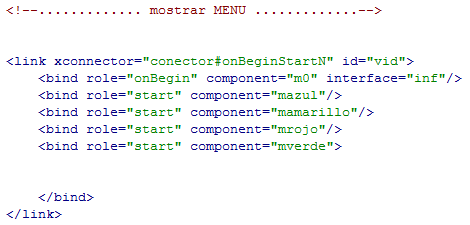 <!--............. mostrar MENU .............-->
<link xconnector="conector#onBeginStartN" id="vid">
<bind role="onBegin" component="m0" interface="inf"/>
<bind role="start" component="mazul"/>
<bind role="start" component="mamarillo"/>
<bind role="start" component="mrojo"/>
<bind role="start" component="mverde">
</bind>
</link>